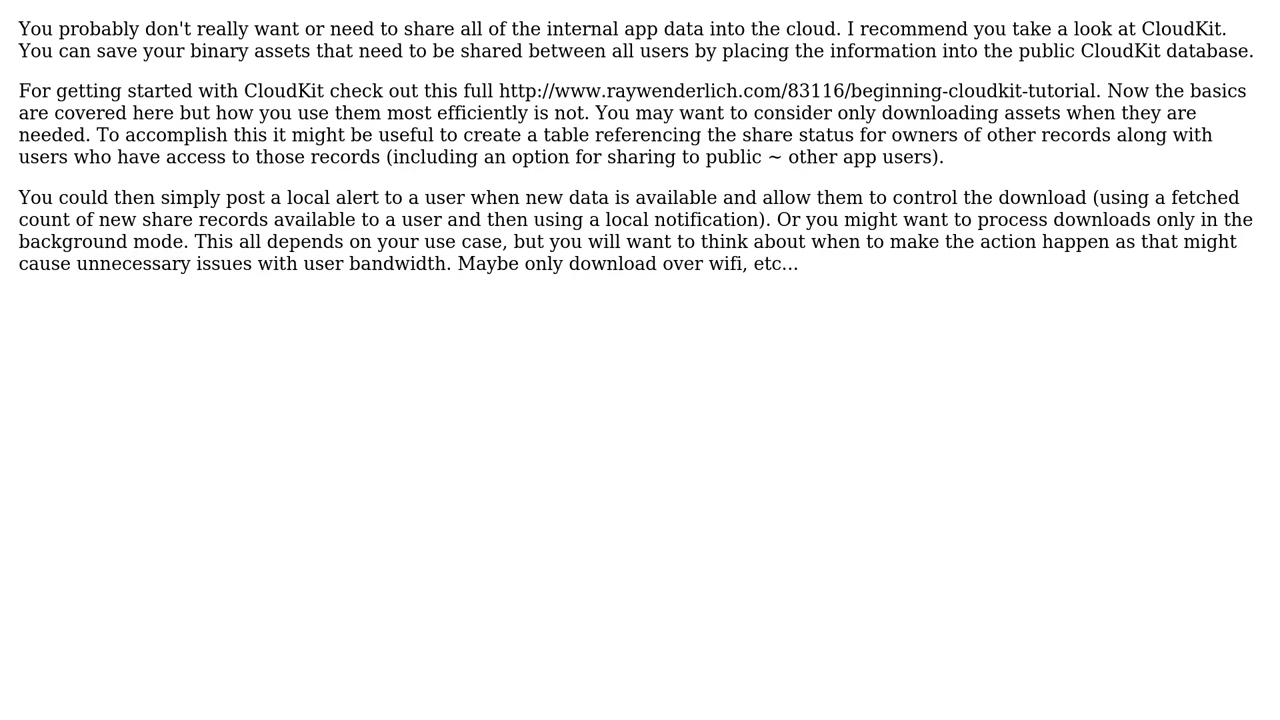 You probably don't really want or need to share all of the internal app data into the cloud. I recommend you take a look at CloudKit.
You can save your binary assets that need to be shared between all users by placing the information into the public CloudKit database.
For getting started with CloudKit check out this full http://www.raywenderlich.com/83116/beginning-cloudkit-tutorial. Now the basics
are covered here but how you use them most efficiently is not. You may want to consider only downloading assets when they are
needed. To accomplish this it might be useful to create a table referencing the share status for owners of other records along with
users who have access to those records (including an option for sharing to public ~ other app users).
You could then simply post a local alert to a user when new data is available and allow them to control the download (using a fetched
count of new share records available to a user and then using a local notification). Or you might want to process downloads only in the
background mode. This all depends on your use case, but you will want to think about when to make the action happen as that might
cause unnecessary issues with user bandwidth. Maybe only download over wifi, etc...